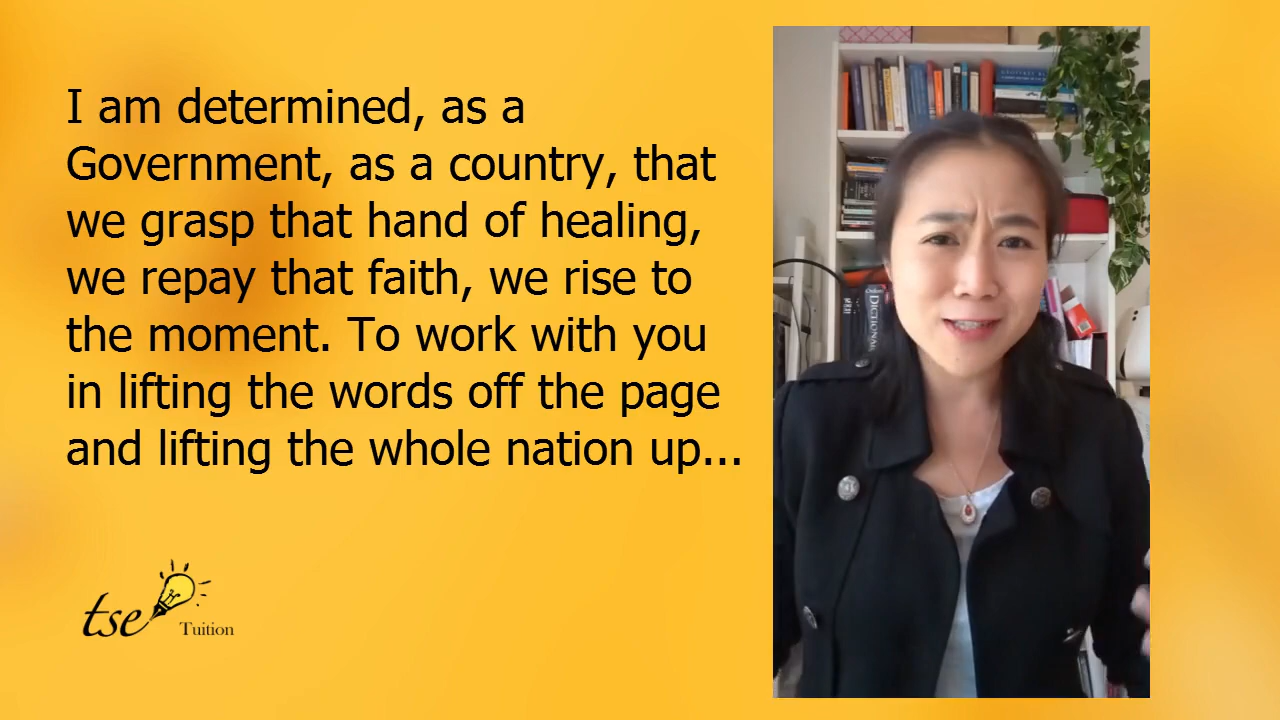 I am determined, as a
Government, as a country, that
we grasp that hand of healing,
we repay that faith, we rise to
the moment. To work with you
in lifting the words off the page
and lifting the whole nation up...
tse
Tuition
Oxford
DICTIONARY